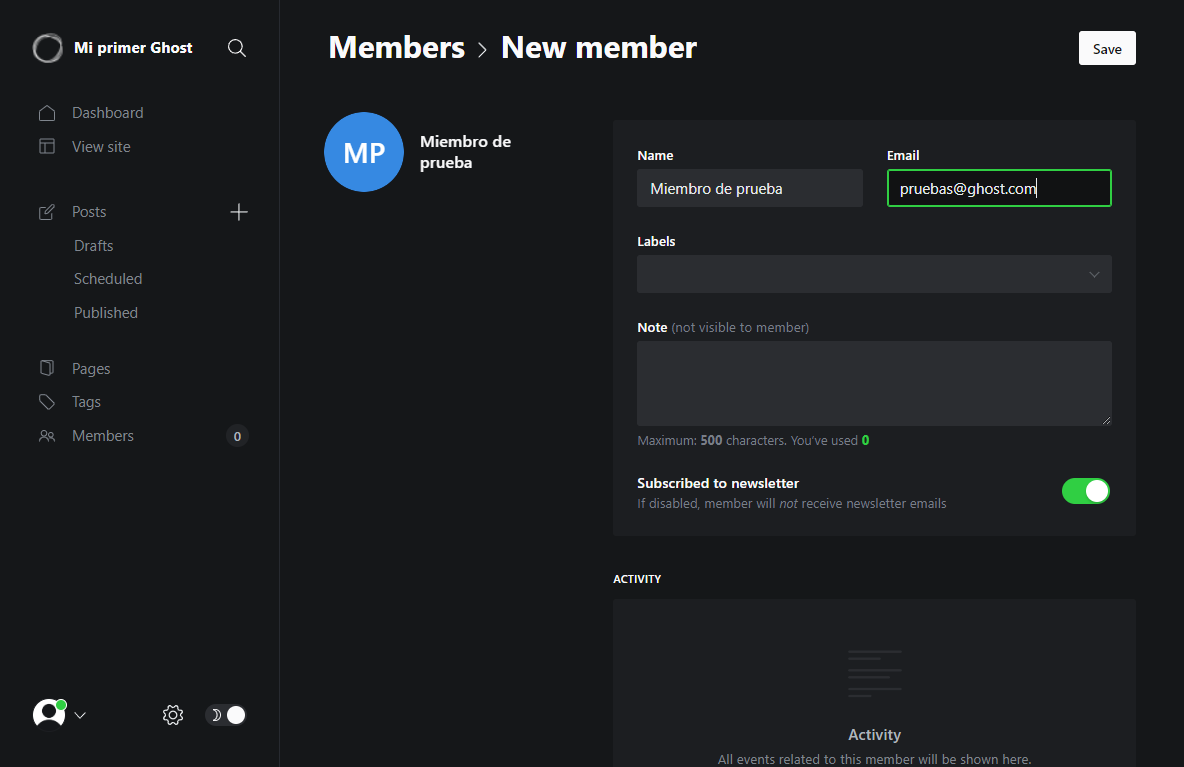 Mi primer Ghost
Dashboard
View site
Posts
Drafts
Scheduled
Published
Pages
Tags
Members
0
Members > New member
Save
MP
Miembro de
prueba
Name
Email
Miembro de prueba
pruebas@ghost.com
Labels
Note (not visible to member)
Maximum: 500 characters. You've used 0
Subscribed to newsletter
If disabled, member will not receive newsletter emails
ACTIVITY
Activity
All events related to this member will be shown here.